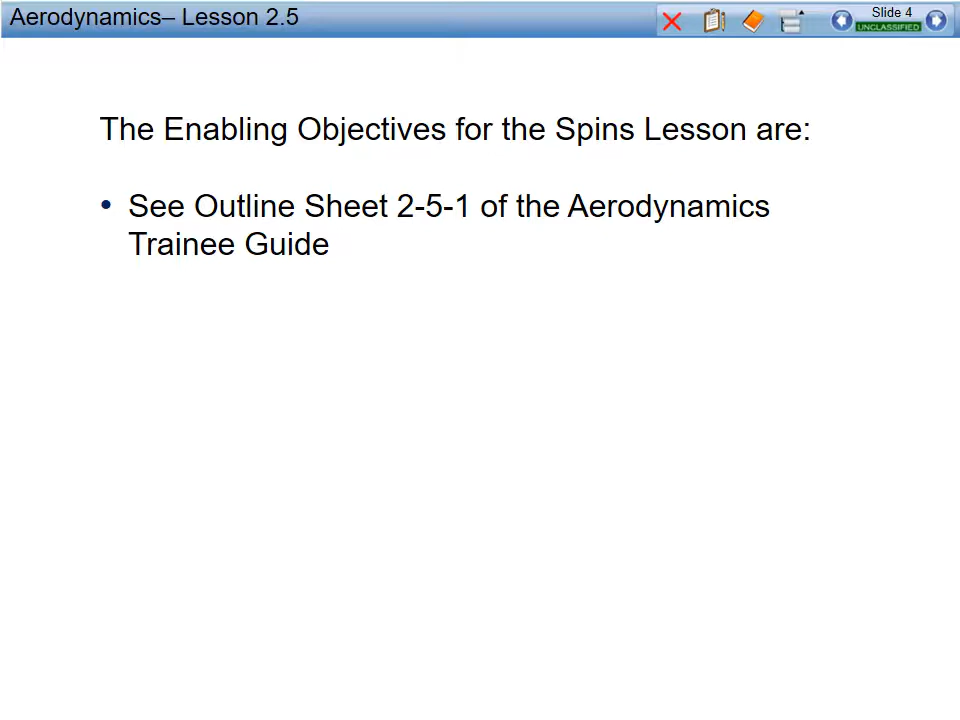 Aerodynamics– Lesson 2.5
Slide 4
UNCLASSIFIED
The Enabling Objectives for the Spins Lesson are:
• See Outline Sheet 2-5-1 of the Aerodynamics
Trainee Guide